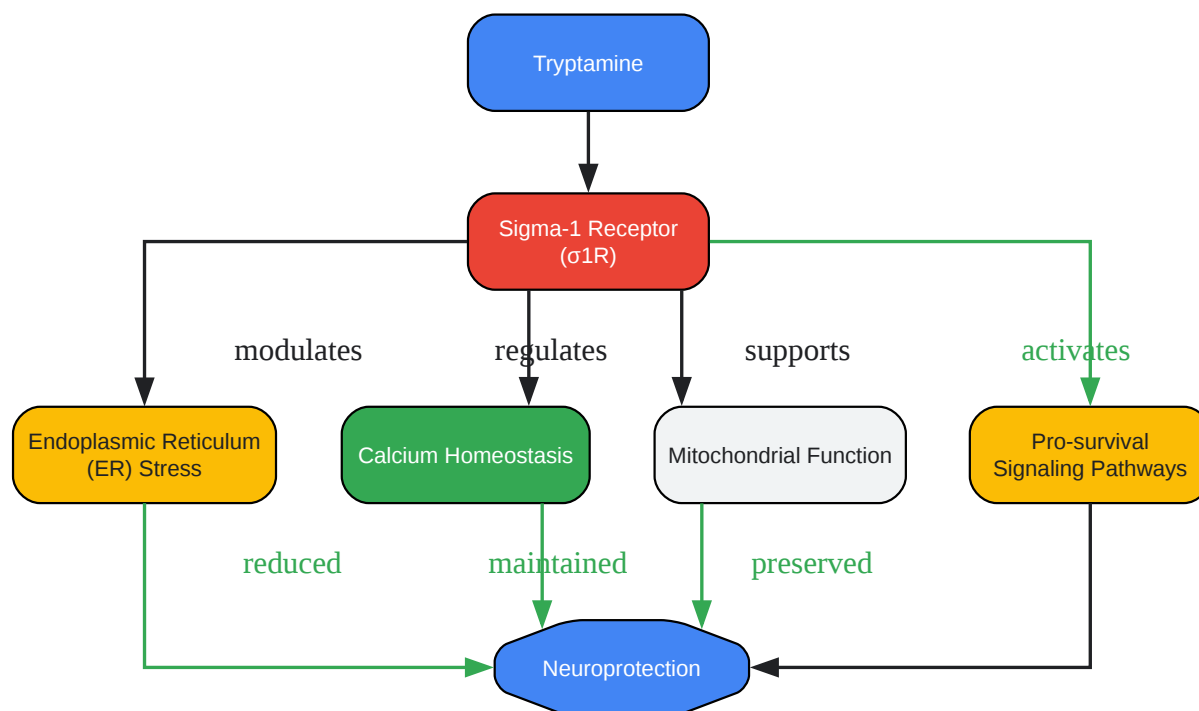 Tryptamine
Sigma-1 Receptor
(σ1R)
modulates
regulates
supports
activates
Endoplasmic Reticulum
(ER) Stress
Calcium Homeostasis
Mitochondrial Function
Pro-survival
Signaling Pathways
reduced
maintained
preserved
Neuroprotection